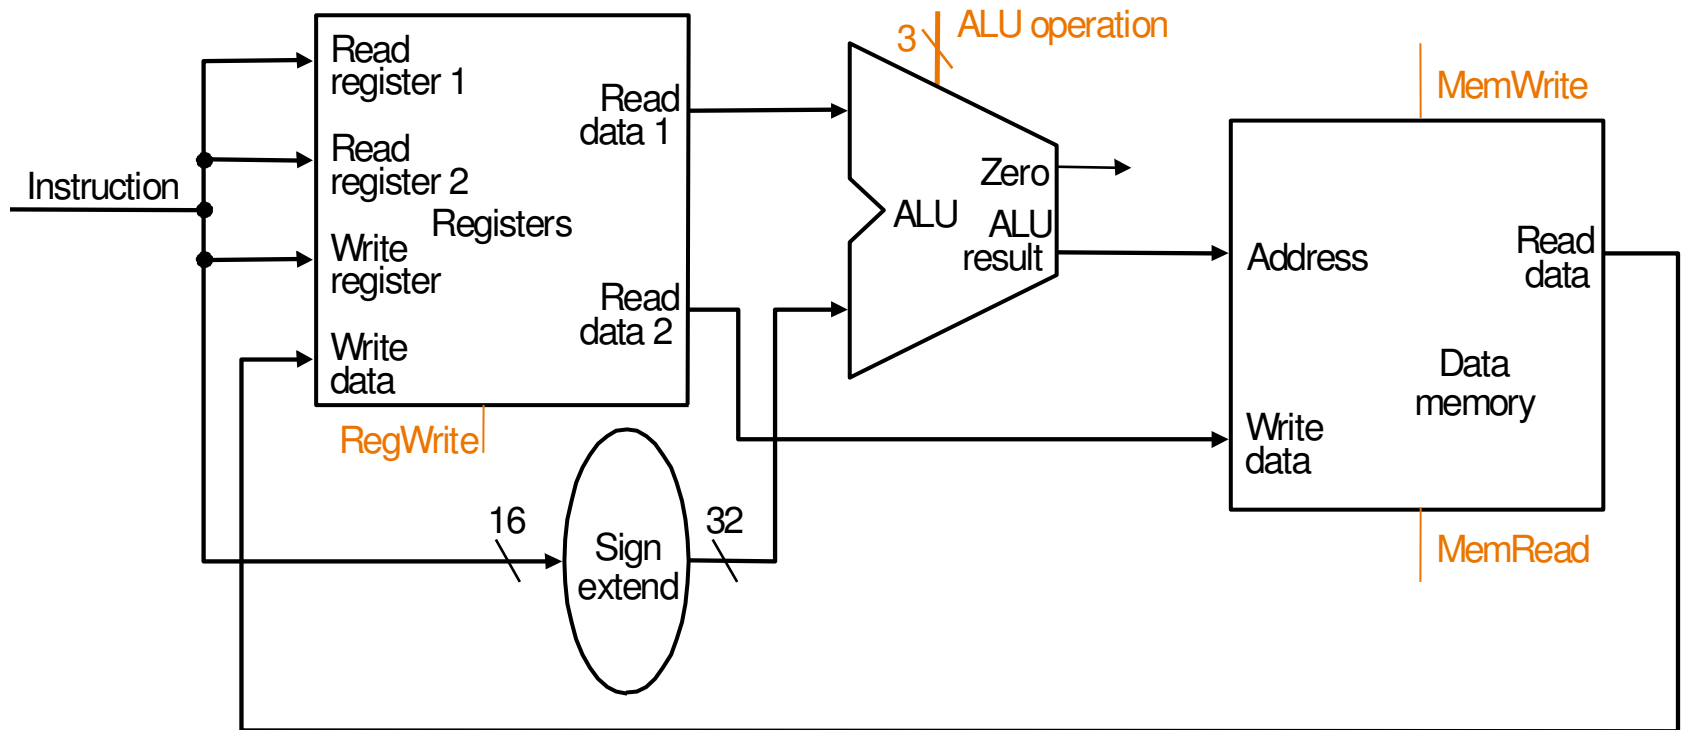 Instruction
Read
register 1
Read
register 2
Registers
Write
register
Write
data
Read
data 1
Read
data 2
RegWrite
16
Sign
extend
32
3
ALU operation
Zero
ALU
ALU
result
MemWrite
Address
Read
data
Data
memory
Write
data
MemRead